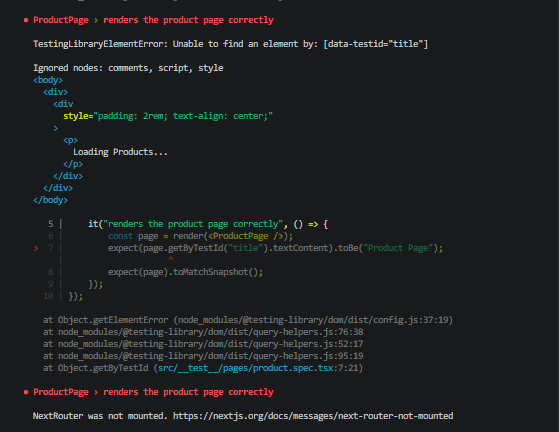 ● ProductPage › renders the product page correctly
TestingLibraryElementError: Unable to find an element by: [data-testid="title"]
Ignored nodes: comments, script, style
<body>
<div>
<div
style="padding: 2rem; text-align: center;"
>
<p>
Loading Products...
</p>
</div>
</div>
</body>
5 | it("renders the product page correctly", () => {
6 | const page = render(<ProductPage />);
> 7 | expect(page.getByTestId("title").textContent).toBe("Product Page");
| ^
8 | expect(page).toMatchSnapshot();
9 | });
10 | });
at Object.getElementError (node_modules/@testing-library/dom/dist/config.js:37:19)
at node_modules/@testing-library/dom/dist/query-helpers.js:76:38
at node_modules/@testing-library/dom/dist/query-helpers.js:52:17
at node_modules/@testing-library/dom/dist/query-helpers.js:95:19
at Object.getByTestId (src/__test__/pages/product.spec.tsx:7:21)
● ProductPage › renders the product page correctly
NextRouter was not mounted. https://nextjs.org/docs/messages/next-router-not-mounted